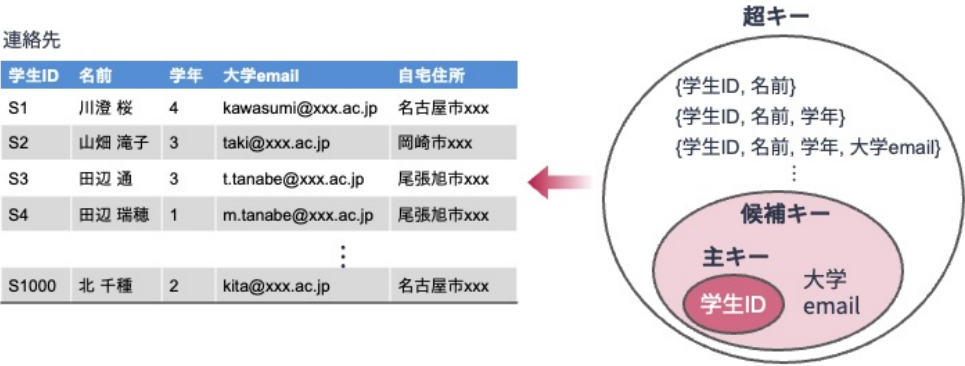 連絡先
学生ID 名前 学年 大学email 自宅住所
S1 川澄 桜 4 kawasumi@xxx.ac.jp 名古屋市xxx
S2 山畑 滝子 3 taki@xxx.ac.jp 岡崎市xxx
S3 田辺 通 3 t.tanabe@xxx.ac.jp 尾張旭市xxx
S4 田辺 瑞穂 1 m.tanabe@xxx.ac.jp 尾張旭市xxx
⋮
S1000 北 千種 2 kita@xxx.ac.jp 名古屋市xxx
超キー
{学生ID, 名前}
{学生ID, 名前, 学年}
{学生ID, 名前, 学年, 大学email}
⋮
候補キー
主キー
学生ID
大学
email